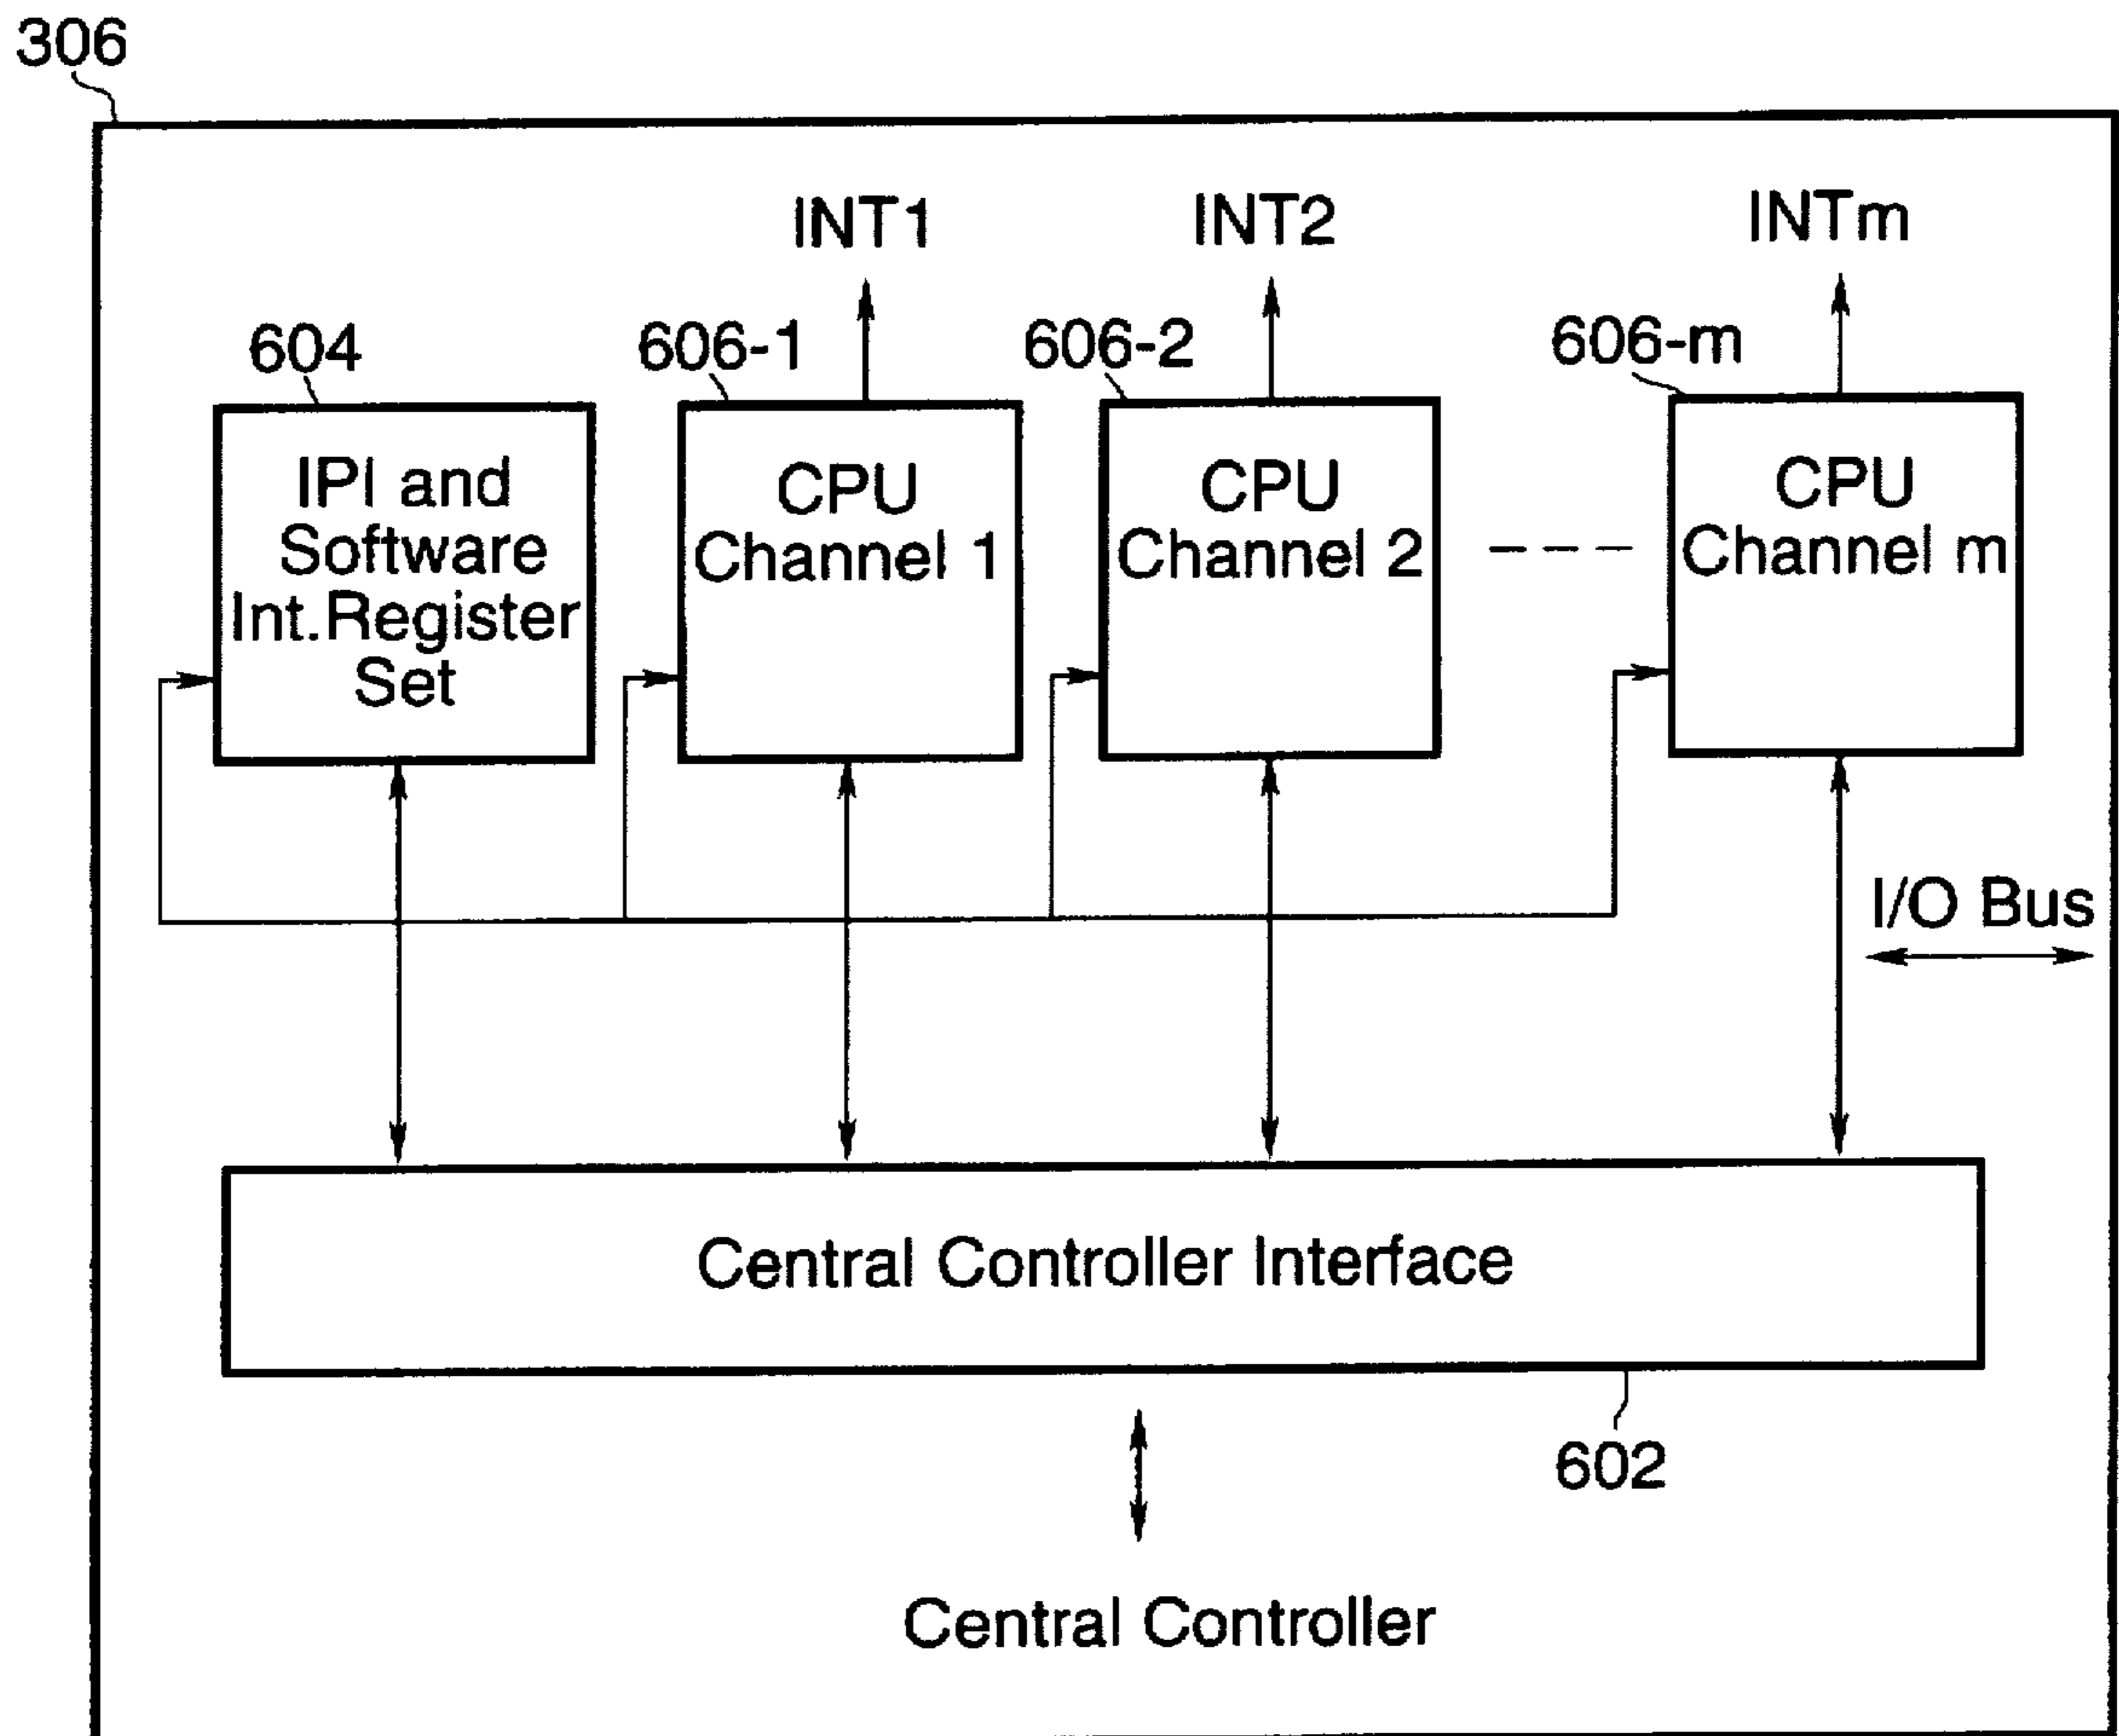 306
INT1
INT2
INTm
604
606-1
606-2
606-m
IPI and
Software
Int.Register
Set
CPU
Channel 1
CPU
Channel 2
CPU
Channel m
I/O Bus
Central Controller Interface
602
Central Controller